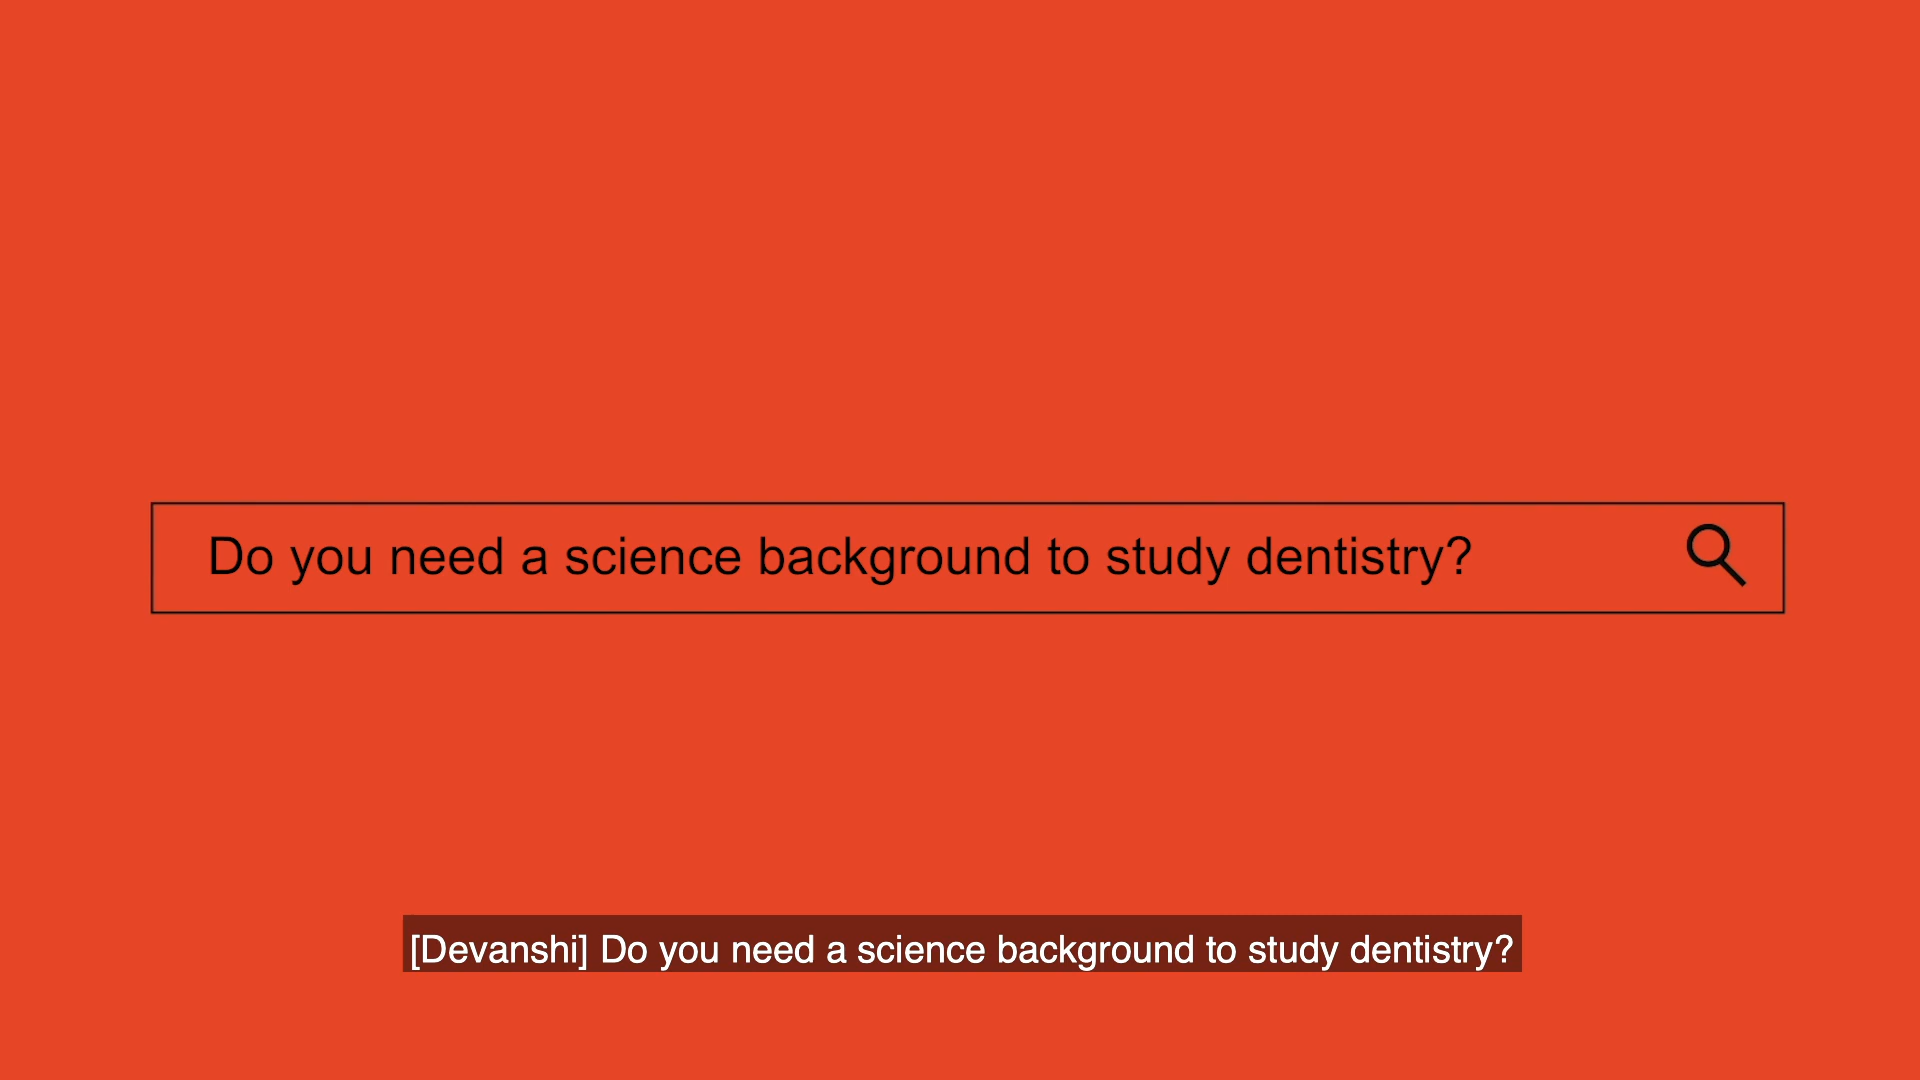 Do you need a science background to study dentistry?
[Devanshi] Do you need a science background to study dentistry?